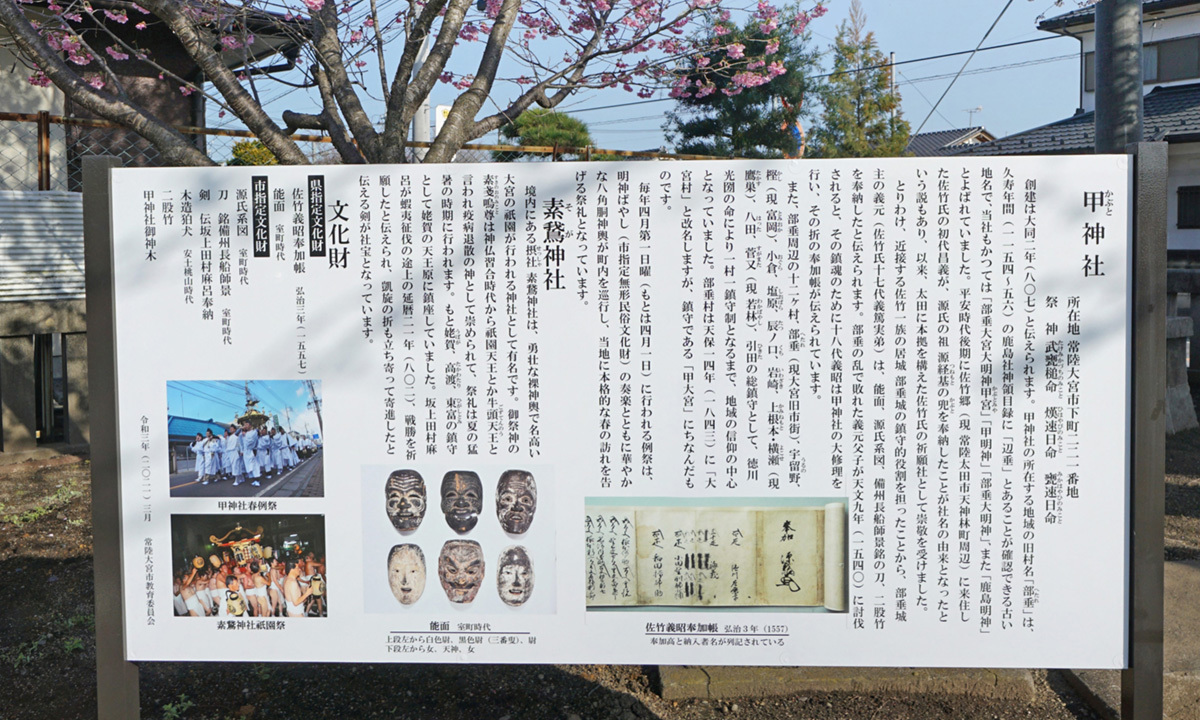 甲神社
所在地 常陸大宮市下町二二一番地
祭 神 武甕槌命 熯速日命 甕速日命
創建は大同二年（八〇七）と伝えられます。甲神社の所在する地域の旧村名「部垂」は、
久寿年間（一一五四～五六）の鹿島社神領目録に「辺垂」とあることが確認できる古い
地名で、当社もかつては「部垂大宮大明神甲宮」「甲明神」「部垂大明神」、また「鹿島明神」
とよばれていました。平安時代後期に佐竹郷（現 常陸太田市天神林町周辺）に来住し
た佐竹氏の初代昌義が、源氏の祖 源経基の兜を奉納したことが社名の由来となったと
いう説もあり、以来、太田に本拠を構えた佐竹氏の祈願社として崇敬を受けました。
とりわけ、近接する佐竹一族の居城 部垂城の鎮守的役割を担ったことから、部垂城
主の義元（佐竹氏十七代義篤実弟）は、能面、源氏系図、備州長船師景銘の刀、二股竹
を奉納したと伝えられます。部垂の乱で敗れた義元父子が天文九年（一五四〇）に討伐
されると、その鎮魂のために十八代義昭は甲神社の大修理を
行い、その折の奉加帳が伝えられています。
また、部垂周辺の十二ヶ村、部垂（現大宮旧市街）、宇留野、
樫（現 富岡）、小倉、塩原、辰ノ口、岩崎、上根本、横瀬（現
鷹巣）、八田、菅又（現 若林）、引田の総鎮守として、徳川
光圀の命により一村一鎮守制となるまで、地域の信仰の中心
となっていました。部垂村は天保一四年（一八四三）に「大
宮村」と改名しますが、鎮守である「甲大宮」にちなんだも
のです。
毎年四月第一日曜（もとは四月一日）に行われる例祭は、
明神ばやし（市指定無形民俗文化財）の奏楽とともに華やか
な八角胴神輿が町内を巡行し、当地に本格的な春の訪れを告
げる祭礼となっています。
素鵞神社
境内にある摂社 素鵞神社は、勇壮な裸神輿で名高い
大宮の祇園が行われる神社として有名です。御祭神の
素戔嗚尊は神仏習合時代から祇園天王とか牛頭天王と
言われ疫病退散の神として崇められて、祭礼は夏の猛
暑の時期に行われます。もと姥賀、高渡、東富の鎮守
として姥賀の天王原に鎮座していました。坂上田村麻
呂が蝦夷征伐の途上の延暦二一年（八〇二）、戦勝を祈
願したと伝えられ、凱旋の折も立ち寄って寄進したと
伝える剣が社宝となっています。
文化財
県指定文化財
佐竹義昭奉加帳 弘治三年（一五五七）
能面 室町時代
市指定文化財
源氏系図 室町時代
刀 銘備州長船師景 室町時代
剣 伝坂上田村麻呂奉納
木造狛犬 安土桃山時代
二股竹
甲神社御神木
令和三年（二〇二一）三月 常陸大宮市教育委員会
甲神社春例祭
素鵞神社祇園祭
能面 室町時代
上段左から白色尉、黒色尉（三番叟）、尉
下段左から女、天神、女
佐竹義昭奉加帳 弘治3年（1557）
奉加高と納入者名が列記されている